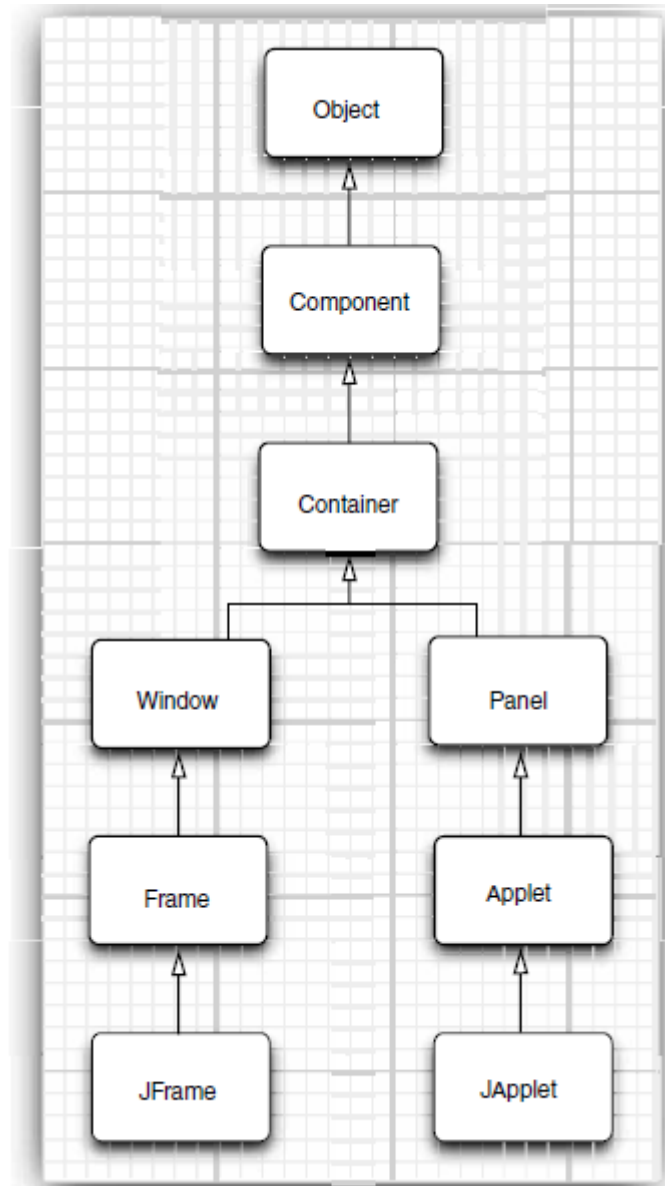 Object
Component
Container
Window
Panel
Frame
Applet
JFrame
JApplet